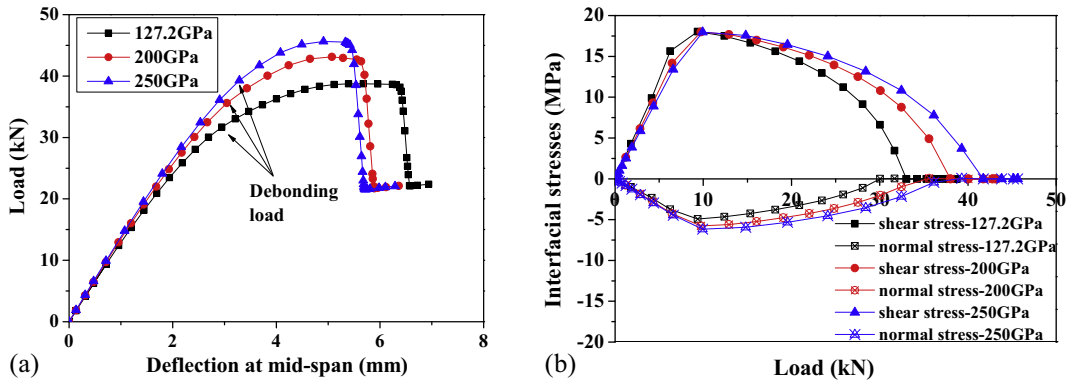 50
40
30
20
10
0
Load (kN)
127.2GPa
200GPa
250GPa
Debonding
load
0 2 4 6 8
Deflection at mid-span (mm)
(a)
20
15
10
5
0
-5
-10
-15
-20
Interfacial stresses (MPa)
shear stress-127.2GPa
normal stress-127.2GPa
shear stress-200GPa
normal stress-200GPa
shear stress-250GPa
normal stress-250GPa
0 10 20 30 40 50
Load (kN)
(b)